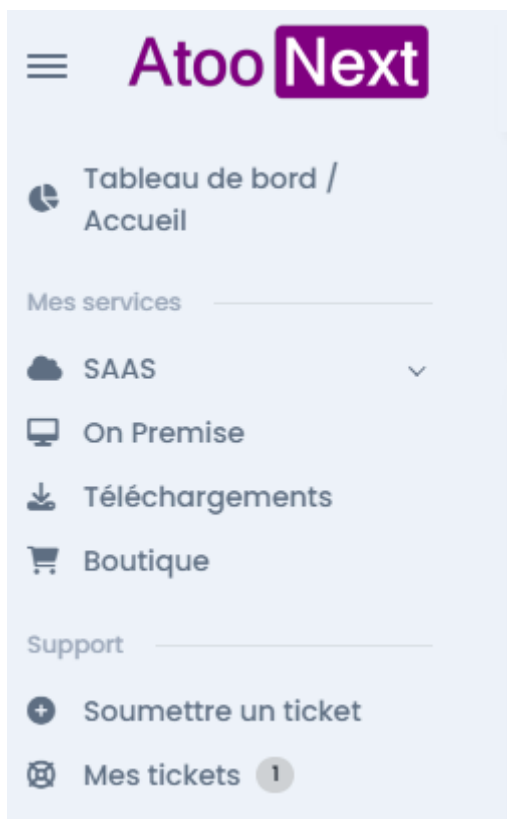 Atoo Next
Tableau de bord /
Accueil
Mes services
SAAS
On Premise
Téléchargements
Boutique
Support
Soumettre un ticket
Mes tickets 1